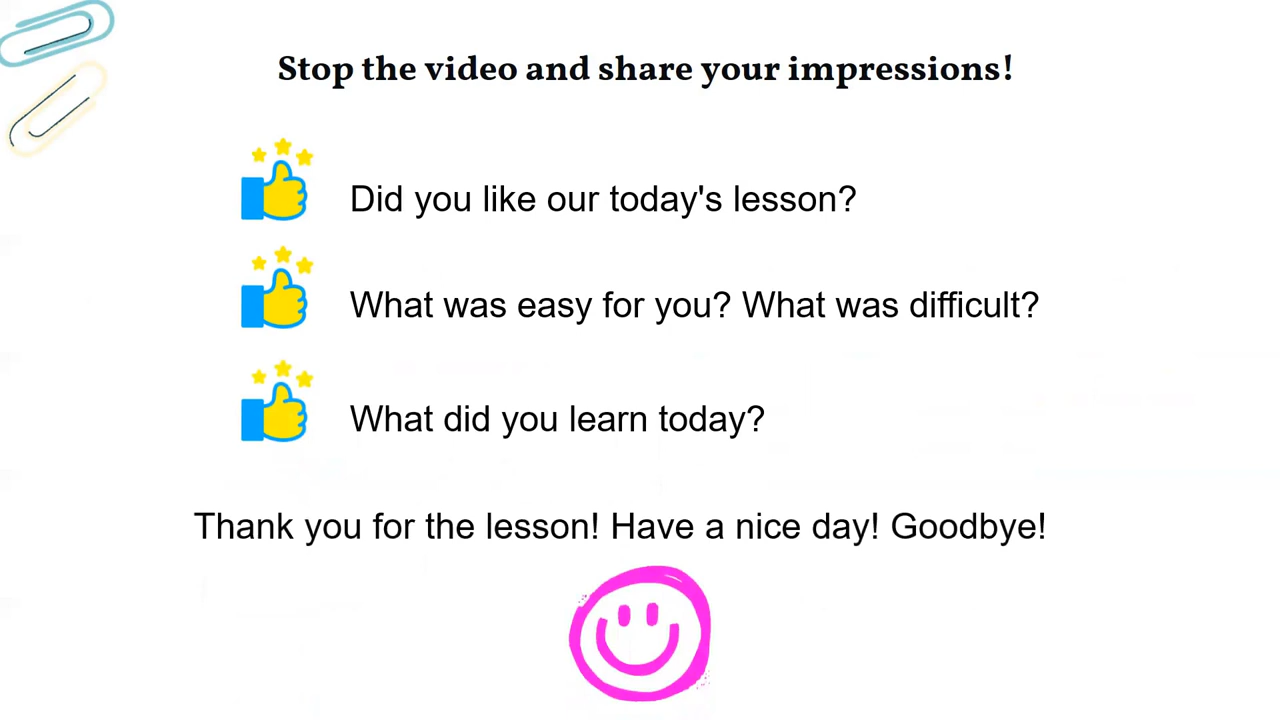 Stop the video and share your impressions!
Did you like our today's lesson?
What was easy for you? What was difficult?
What did you learn today?
Thank you for the lesson! Have a nice day! Goodbye!